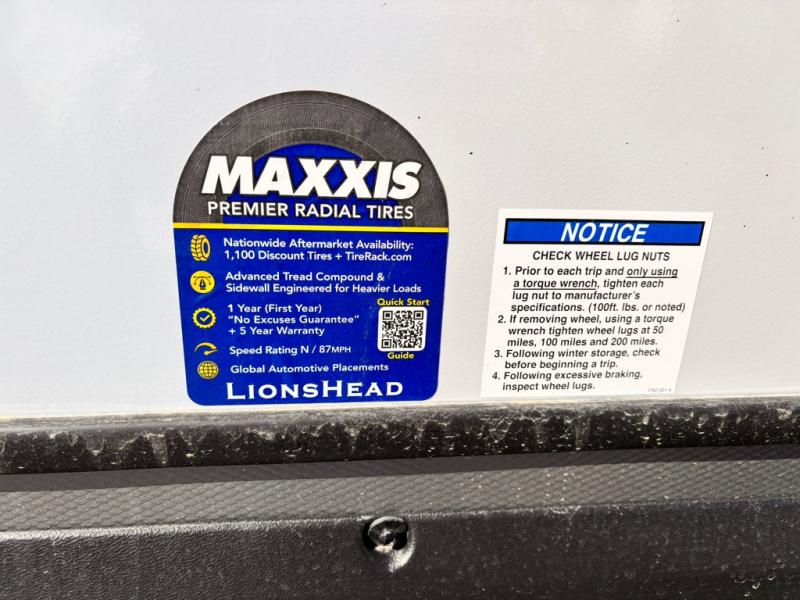 MAXXIS
PREMIER RADIAL TIRES
Nationwide Aftermarket Availability:
1,100 Discount Tires + TireRack.com
Advanced Tread Compound &
Sidewall Engineered for Heavier Loads
1 Year (First Year)
"No Excuses Guarantee"
+ 5 Year Warranty
Quick Start
Guide
Speed Rating N / 87MPH
Global Automotive Placements
LIONSHEAD
NOTICE
CHECK WHEEL LUG NUTS
1. Prior to each trip and only using
a torque wrench, tighten each
lug nut to manufacturer's
specifications. (100ft. lbs. or noted)
2. If removing wheel, using a torque
wrench tighten wheel lugs at 50
miles, 100 miles and 200 miles.
3. Following winter storage, check
before beginning a trip.
4. Following excessive braking,
inspect wheel lugs.